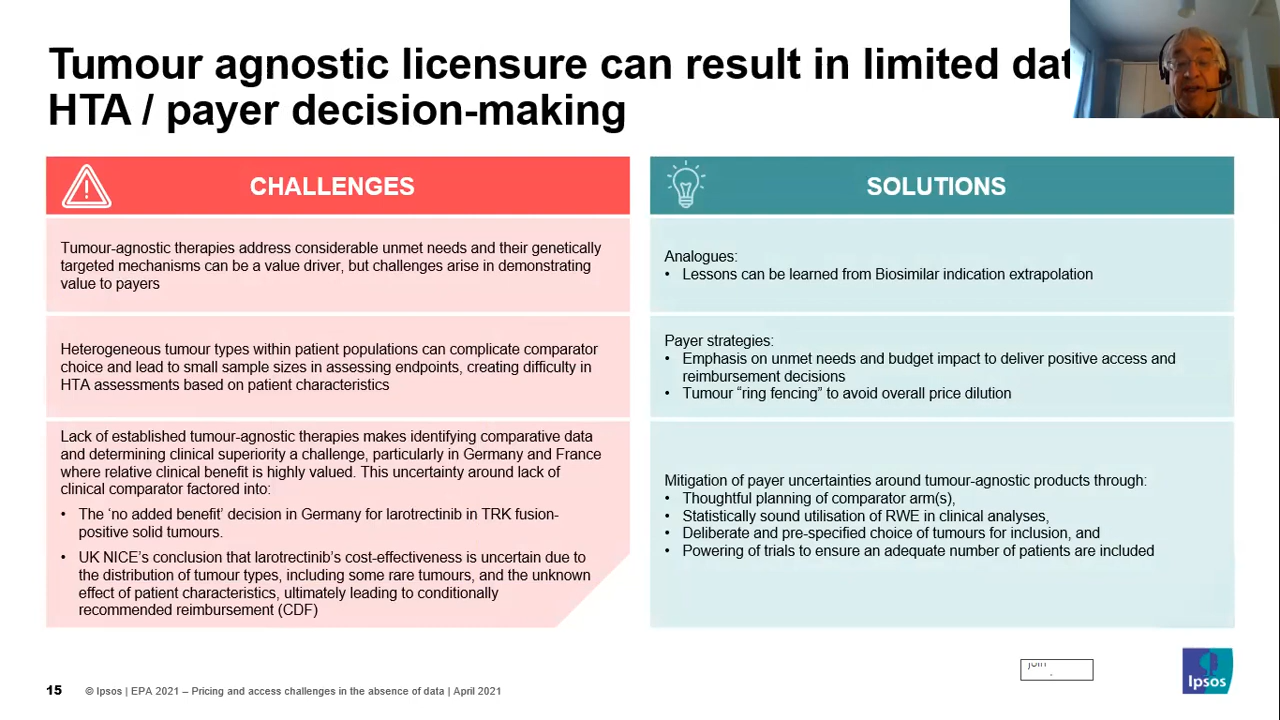 Tumour agnostic licensure can result in limited
HTA / payer decision-making
CHALLENGES
Tumour-agnostic therapies address considerable unmet needs and their genetically
targeted mechanisms can be a value driver, but challenges arise in demonstrating
value to payers
Heterogeneous tumour types within patient populations can complicate comparator
choice and lead to small sample sizes in assessing endpoints, creating difficulty in
HTA assessments based on patient characteristics
Lack of established tumour-agnostic therapies makes identifying comparative data
and determining clinical superiority a challenge, particularly in Germany and France
where relative clinical benefit is highly valued. This uncertainty around lack of
clinical comparator factored into:
• The ‘no added benefit’ decision in Germany for larotrectinib in TRK fusion-
positive solid tumours.
• UK NICE’s conclusion that larotrectinib’s cost-effectiveness is uncertain due to
the distribution of tumour types, including some rare tumours, and the unknown
effect of patient characteristics, ultimately leading to conditionally
recommended reimbursement (CDF)
SOLUTIONS
Analogues:
• Lessons can be learned from Biosimilar indication extrapolation
Payer strategies:
• Emphasis on unmet needs and budget impact to deliver positive access and
reimbursement decisions
• Tumour “ring fencing” to avoid overall price dilution
Mitigation of payer uncertainties around tumour-agnostic products through:
• Thoughtful planning of comparator arm(s),
• Statistically sound utilisation of RWE in clinical analyses,
• Deliberate and pre-specified choice of tumours for inclusion, and
• Powering of trials to ensure an adequate number of patients are included
15 © Ipsos | EPA 2021 – Pricing and access challenges in the absence of data | April 2021
Ipsos